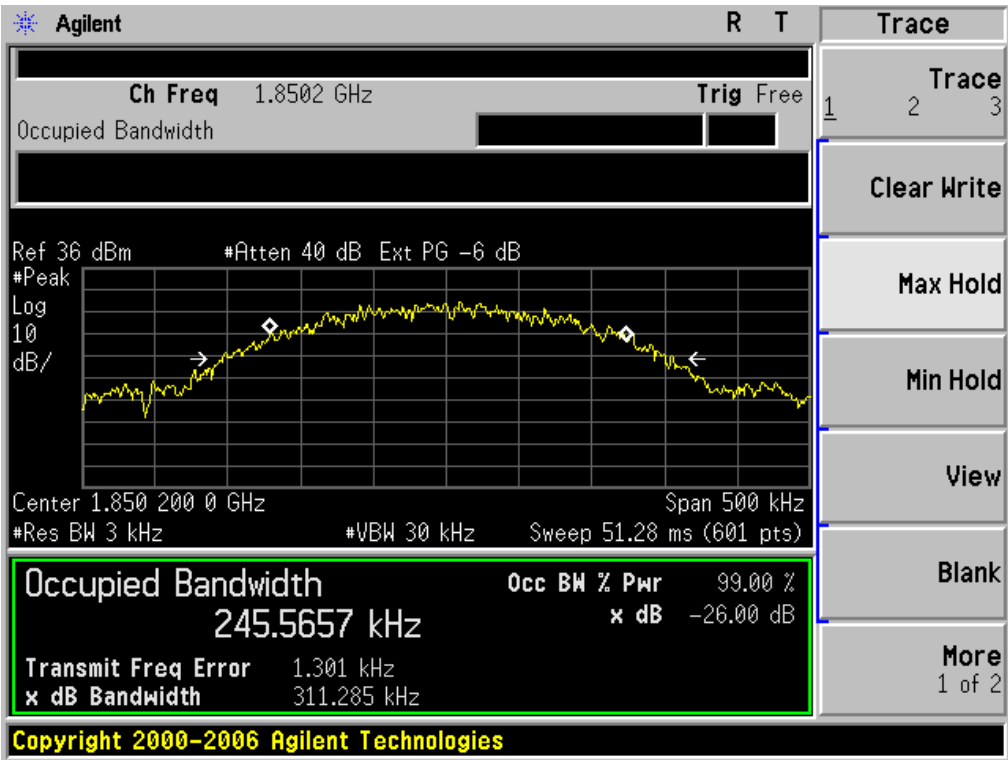 Agilent R T Trace
Ch Freq 1.8502 GHz Trig Free
Occupied Bandwidth
Ref 36 dBm #Atten 40 dB Ext PG -6 dB
#Peak
Log
10
dB/
Center 1.850 200 0 GHz Span 500 kHz
#Res BW 3 kHz #VBW 30 kHz Sweep 51.28 ms (601 pts)
Occupied Bandwidth Occ BW % Pwr 99.00 %
245.5657 kHz x dB -26.00 dB
Transmit Freq Error 1.301 kHz
x dB Bandwidth 311.285 kHz
Trace
1 2 3
Clear Write
Max Hold
Min Hold
View
Blank
More
1 of 2
Copyright 2000-2006 Agilent Technologies